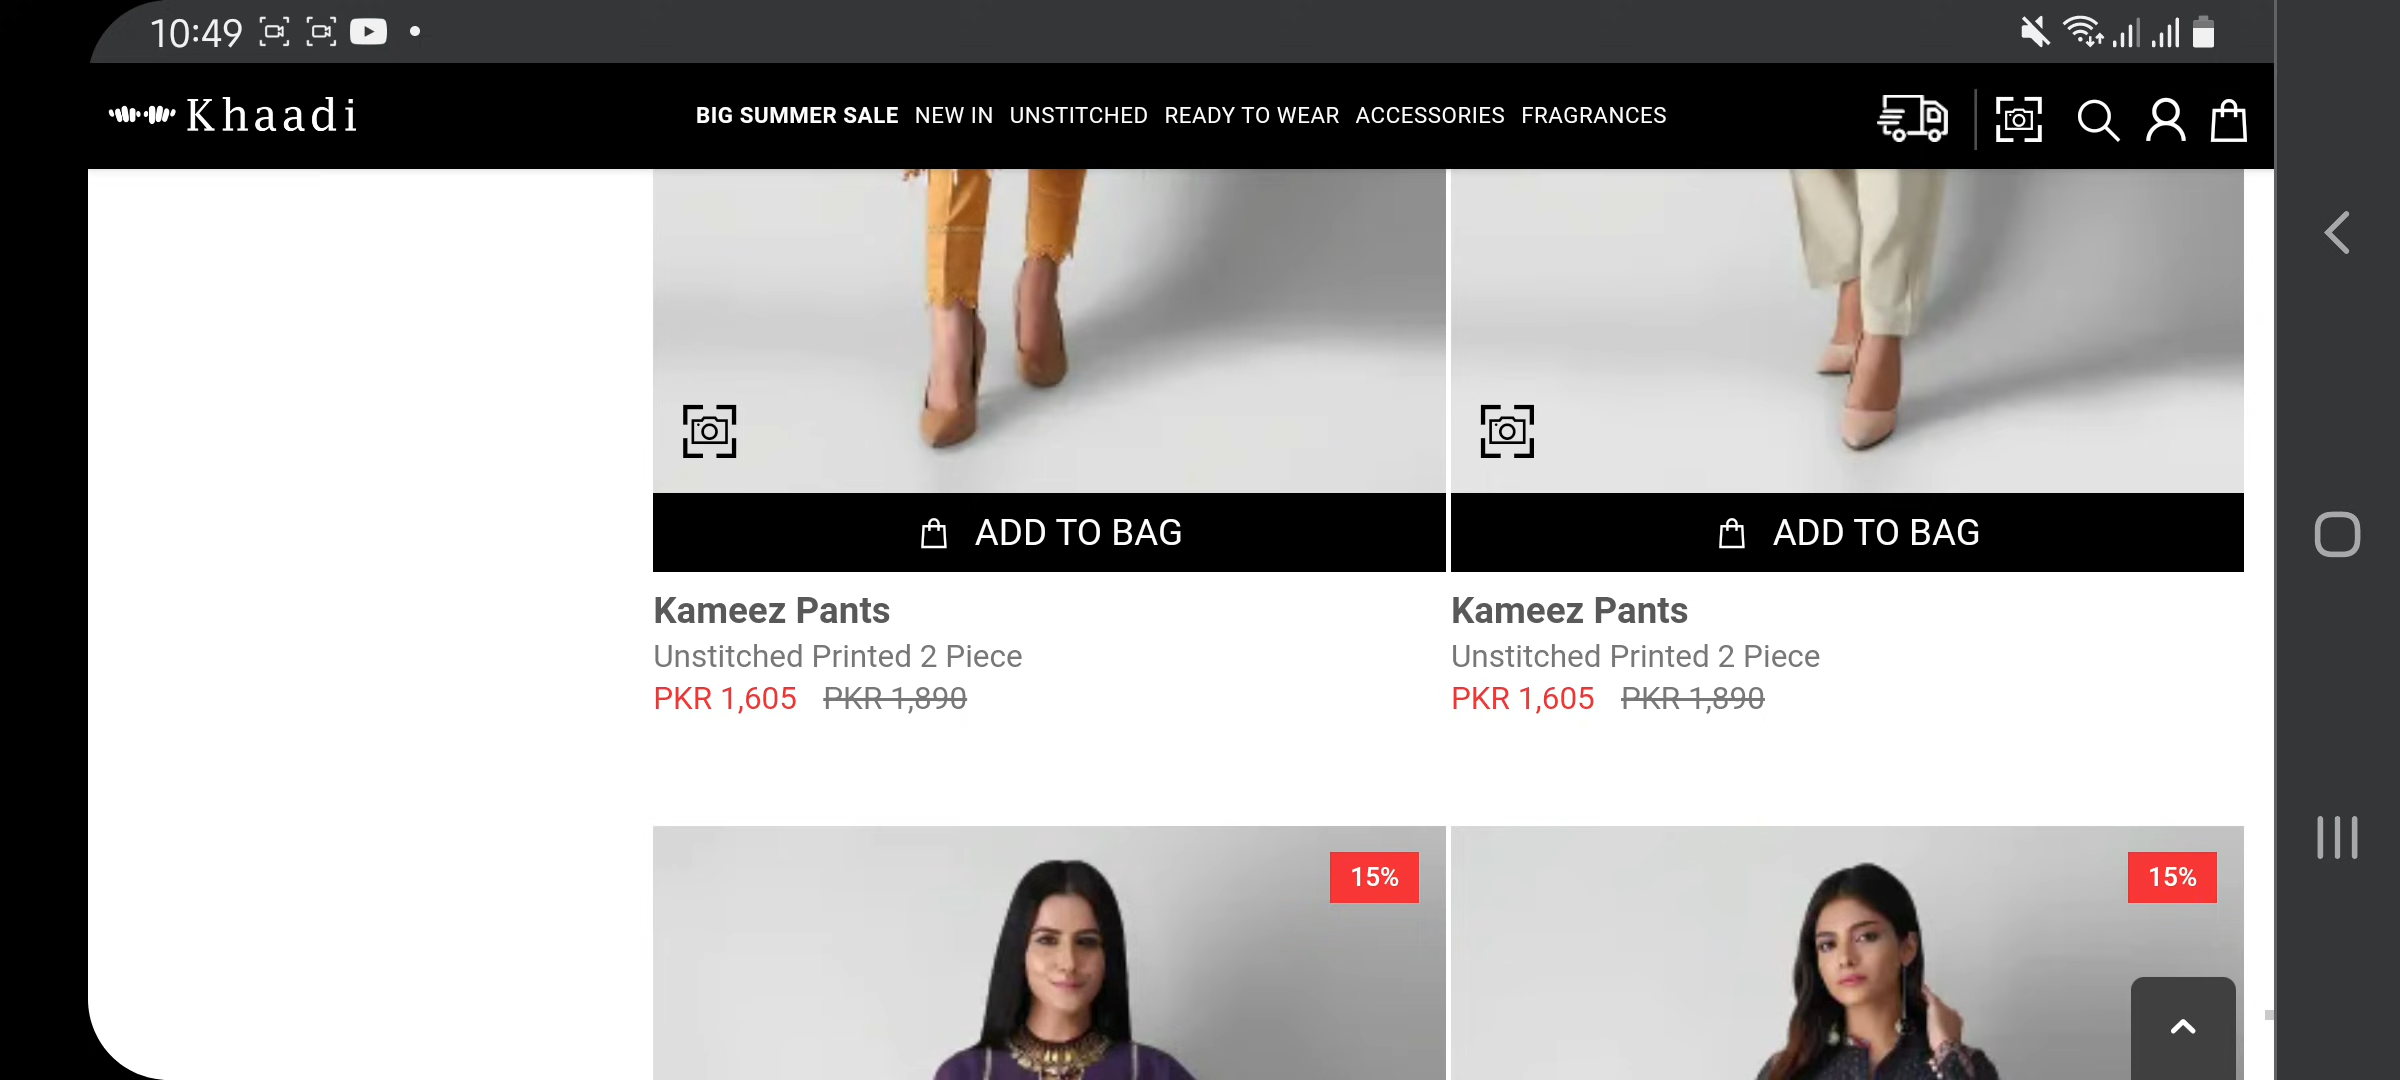 10:49
Khaadi
BIG SUMMER SALE NEW IN UNSTITCHED READY TO WEAR ACCESSORIES FRAGRANCES
ADD TO BAG
ADD TO BAG
Kameez Pants
Unstitched Printed 2 Piece
PKR 1,605 PKR 1,890
Kameez Pants
Unstitched Printed 2 Piece
PKR 1,605 PKR 1,890
15%
15%